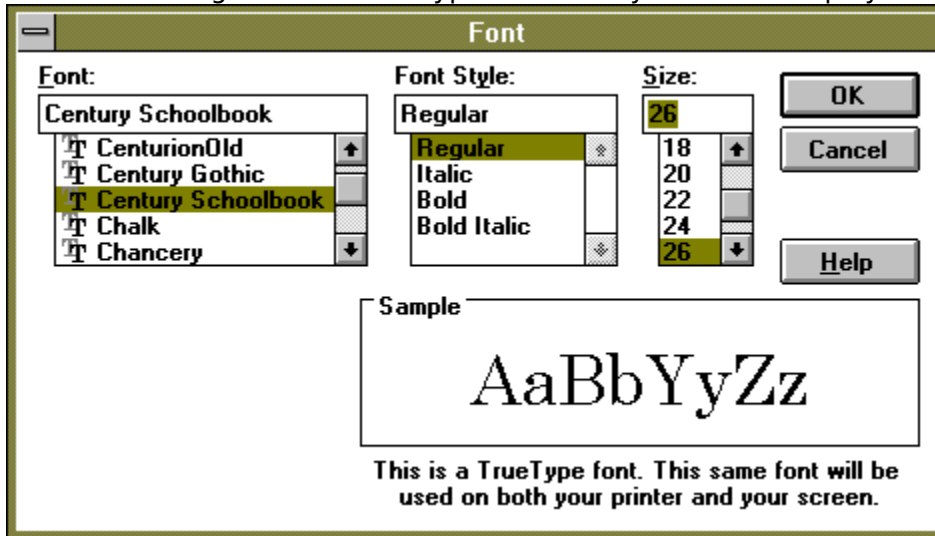 Font
Font:
Century Schoolbook
CenturionOld
Century Gothic
Century Schoolbook
Chalk
Chancery
Font Style:
Regular
Regular
Italic
Bold
Bold Italic
Size:
26
18
20
22
24
26
OK
Cancel
Help
Sample
AaBbYyZz
This is a TrueType font. This same font will be
used on both your printer and your screen.